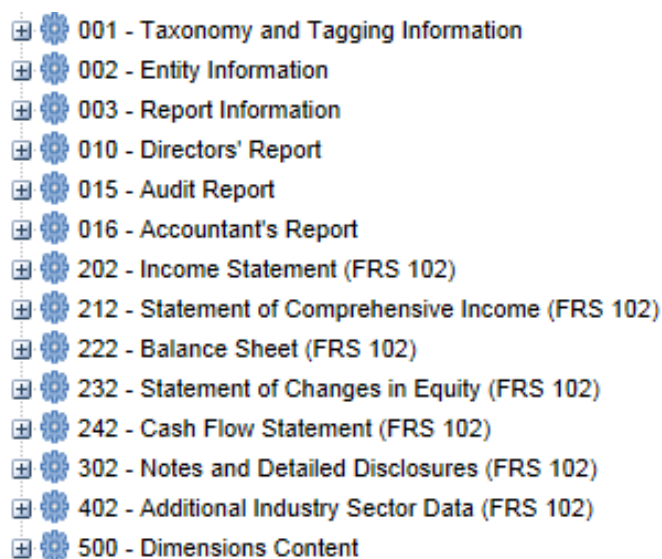 001 - Taxonomy and Tagging Information
002 - Entity Information
003 - Report Information
010 - Directors' Report
015 - Audit Report
016 - Accountant's Report
202 - Income Statement (FRS 102)
212 - Statement of Comprehensive Income (FRS 102)
222 - Balance Sheet (FRS 102)
232 - Statement of Changes in Equity (FRS 102)
242 - Cash Flow Statement (FRS 102)
302 - Notes and Detailed Disclosures (FRS 102)
402 - Additional Industry Sector Data (FRS 102)
500 - Dimensions Content